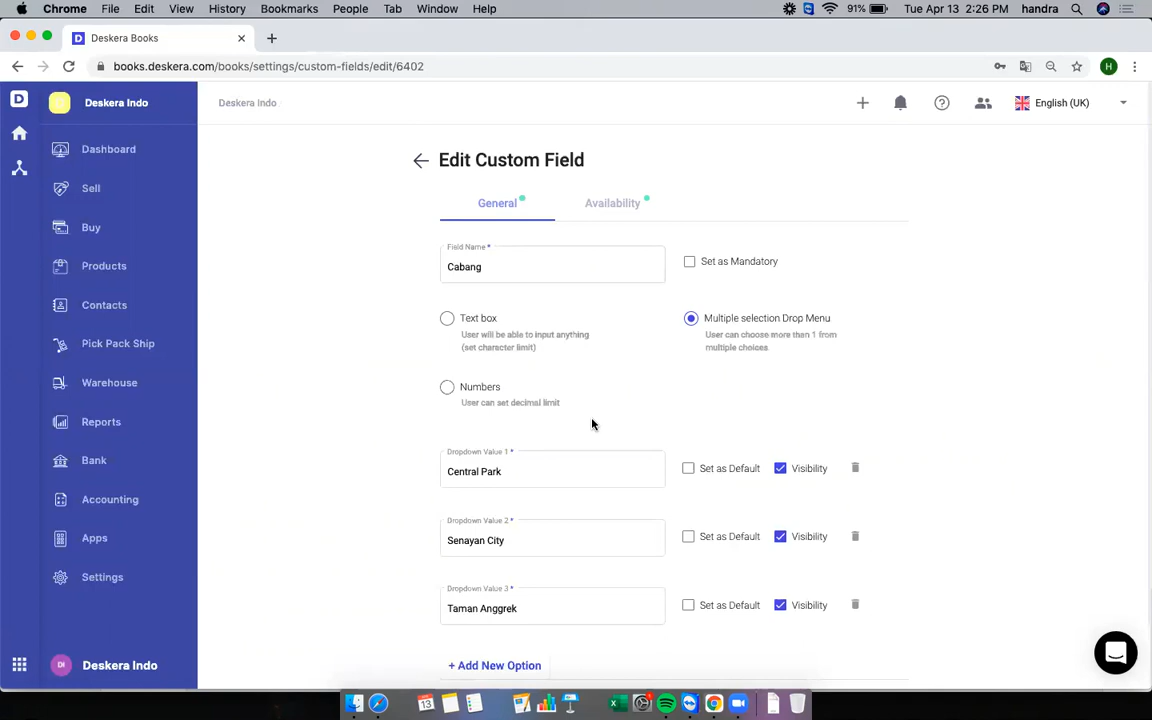 Chrome File Edit View History Bookmarks People Tab Window Help 91% Tue Apr 13 2:26 PM handra
Deskera Books
books.deskera.com/books/settings/custom-fields/edit/6402 H
D Deskera Indo Deskera Indo English (UK)
Dashboard
Sell
Buy
Products
Contacts
Pick Pack Ship
Warehouse
Reports
Bank
Accounting
Apps
Settings
DI Deskera Indo
Edit Custom Field
General Availability
Field Name *
Cabang
Set as Mandatory
Text box
User will be able to input anything
(set character limit)
Multiple selection Drop Menu
User can choose more than 1 from
multiple choices.
Numbers
User can set decimal limit
Dropdown Value 1 *
Central Park
Set as Default Visibility
Dropdown Value 2 *
Senayan City
Set as Default Visibility
Dropdown Value 3 *
Taman Anggrek
Set as Default Visibility
+ Add New Option
13